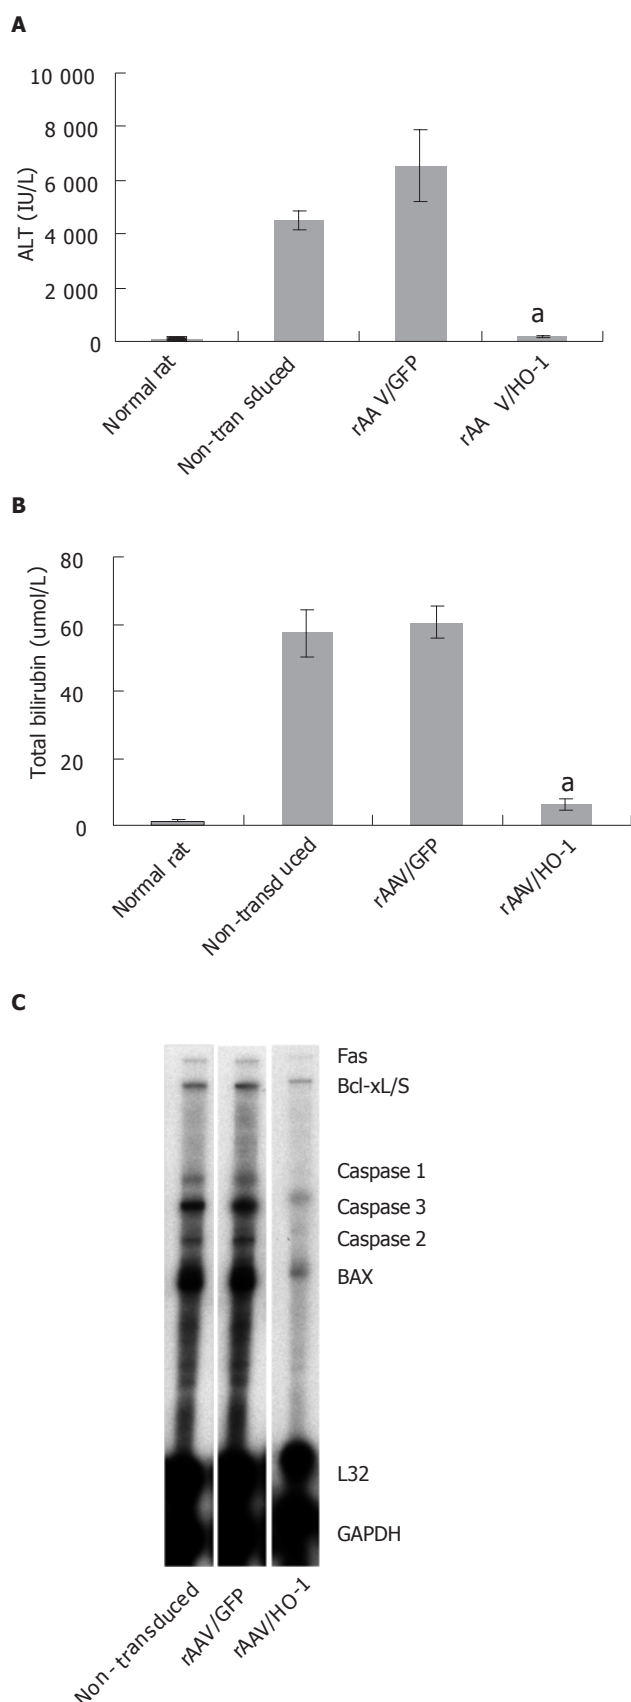 A
10 000
8 000
6 000
4 000
2 000
0
ALT (IU/L)
a
Normal rat
Non-tran sduced
rAA V/GFP
rAA V/HO-1
B
80
60
40
20
0
Total bilirubin (umol/L)
a
Normal rat
Non-transd uced
rAAV/GFP
rAAV/HO-1
C
Fas
Bcl-xL/S
Caspase 1
Caspase 3
Caspase 2
BAX
L32
GAPDH
Non-transduced
rAAV/GFP
rAAV/HO-1